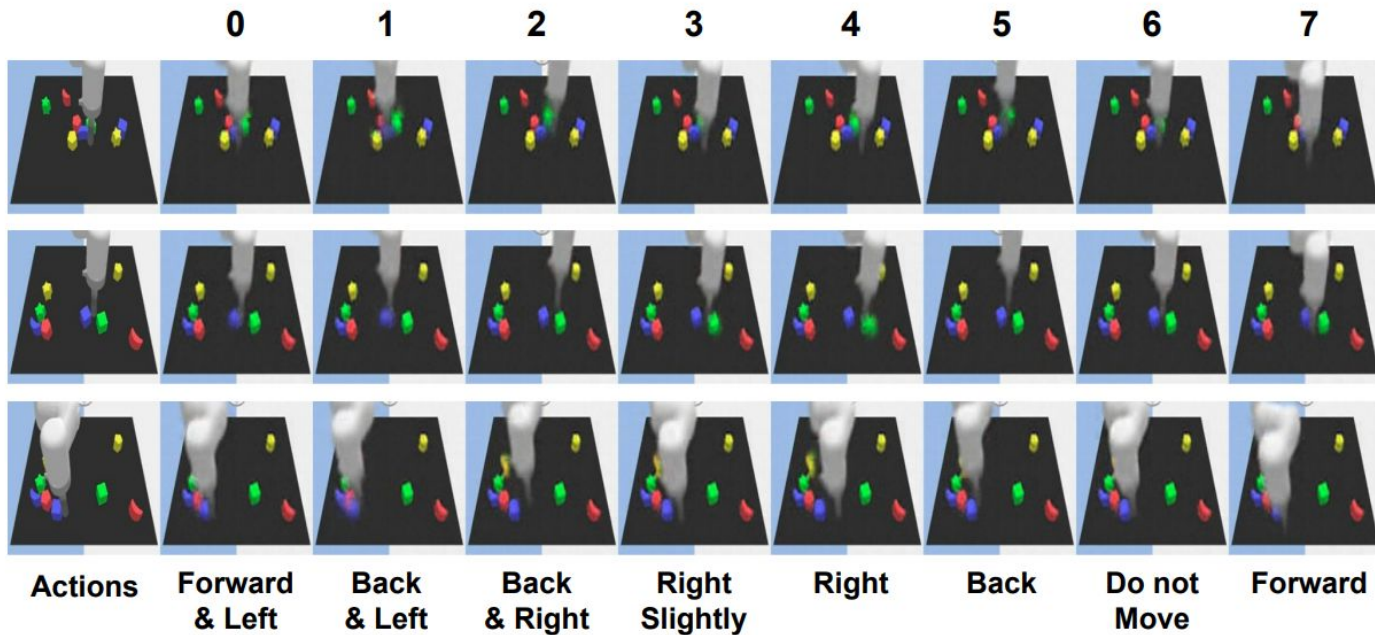 0 1 2 3 4 5 6 7
Actions Forward Back Back Right Right Back Do not Forward
& Left & Left & Right Slightly Move